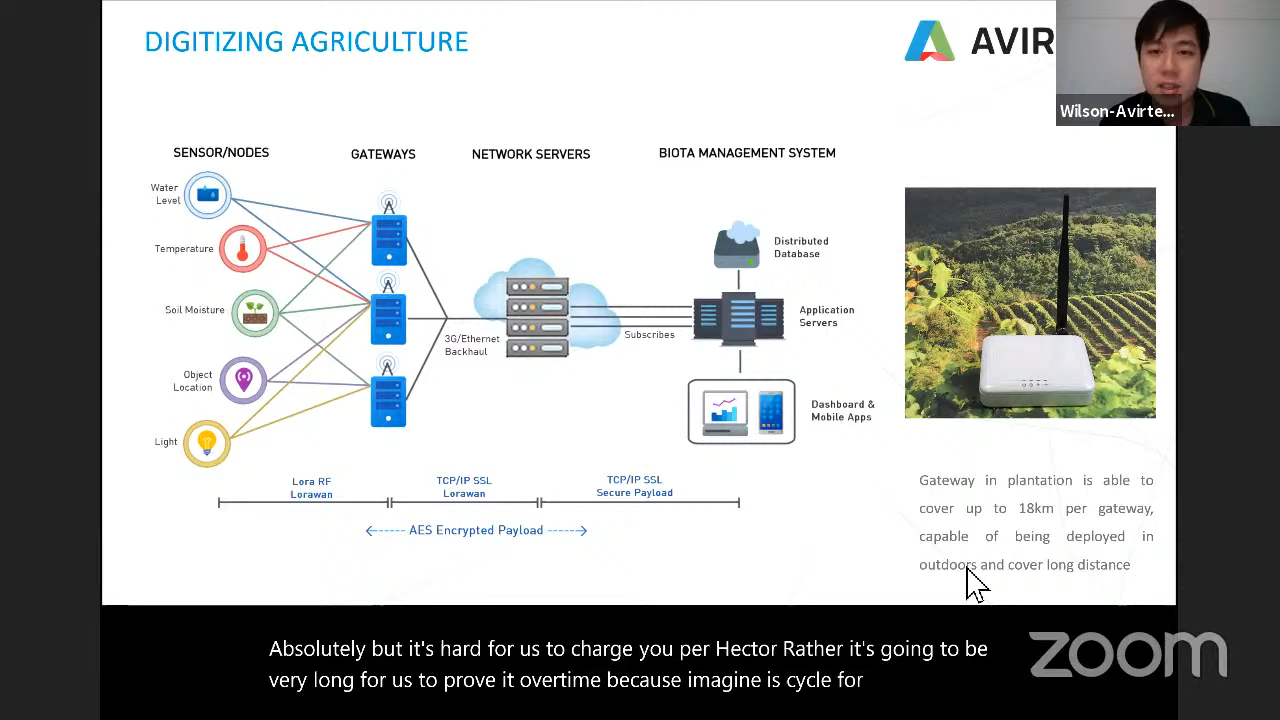 DIGITIZING AGRICULTURE
AVIR
Wilson-Avirte...
SENSOR/NODES
GATEWAYS
NETWORK SERVERS
BIOTA MANAGEMENT SYSTEM
Water
Level
Temperature
Soil Moisture
Object
Location
Light
3G/Ethernet
Backhaul
Subscribes
Distributed
Database
Application
Servers
Dashboard &
Mobile Apps
Lora RF
Lorawan
TCP/IP SSL
Lorawan
TCP/IP SSL
Secure Payload
AES Encrypted Payload
Gateway in plantation is able to
cover up to 18km per gateway,
capable of being deployed in
outdoors and cover long distance
Absolutely but it's hard for us to charge you per Hector Rather it's going to be
very long for us to prove it overtime because imagine is cycle for
zoom